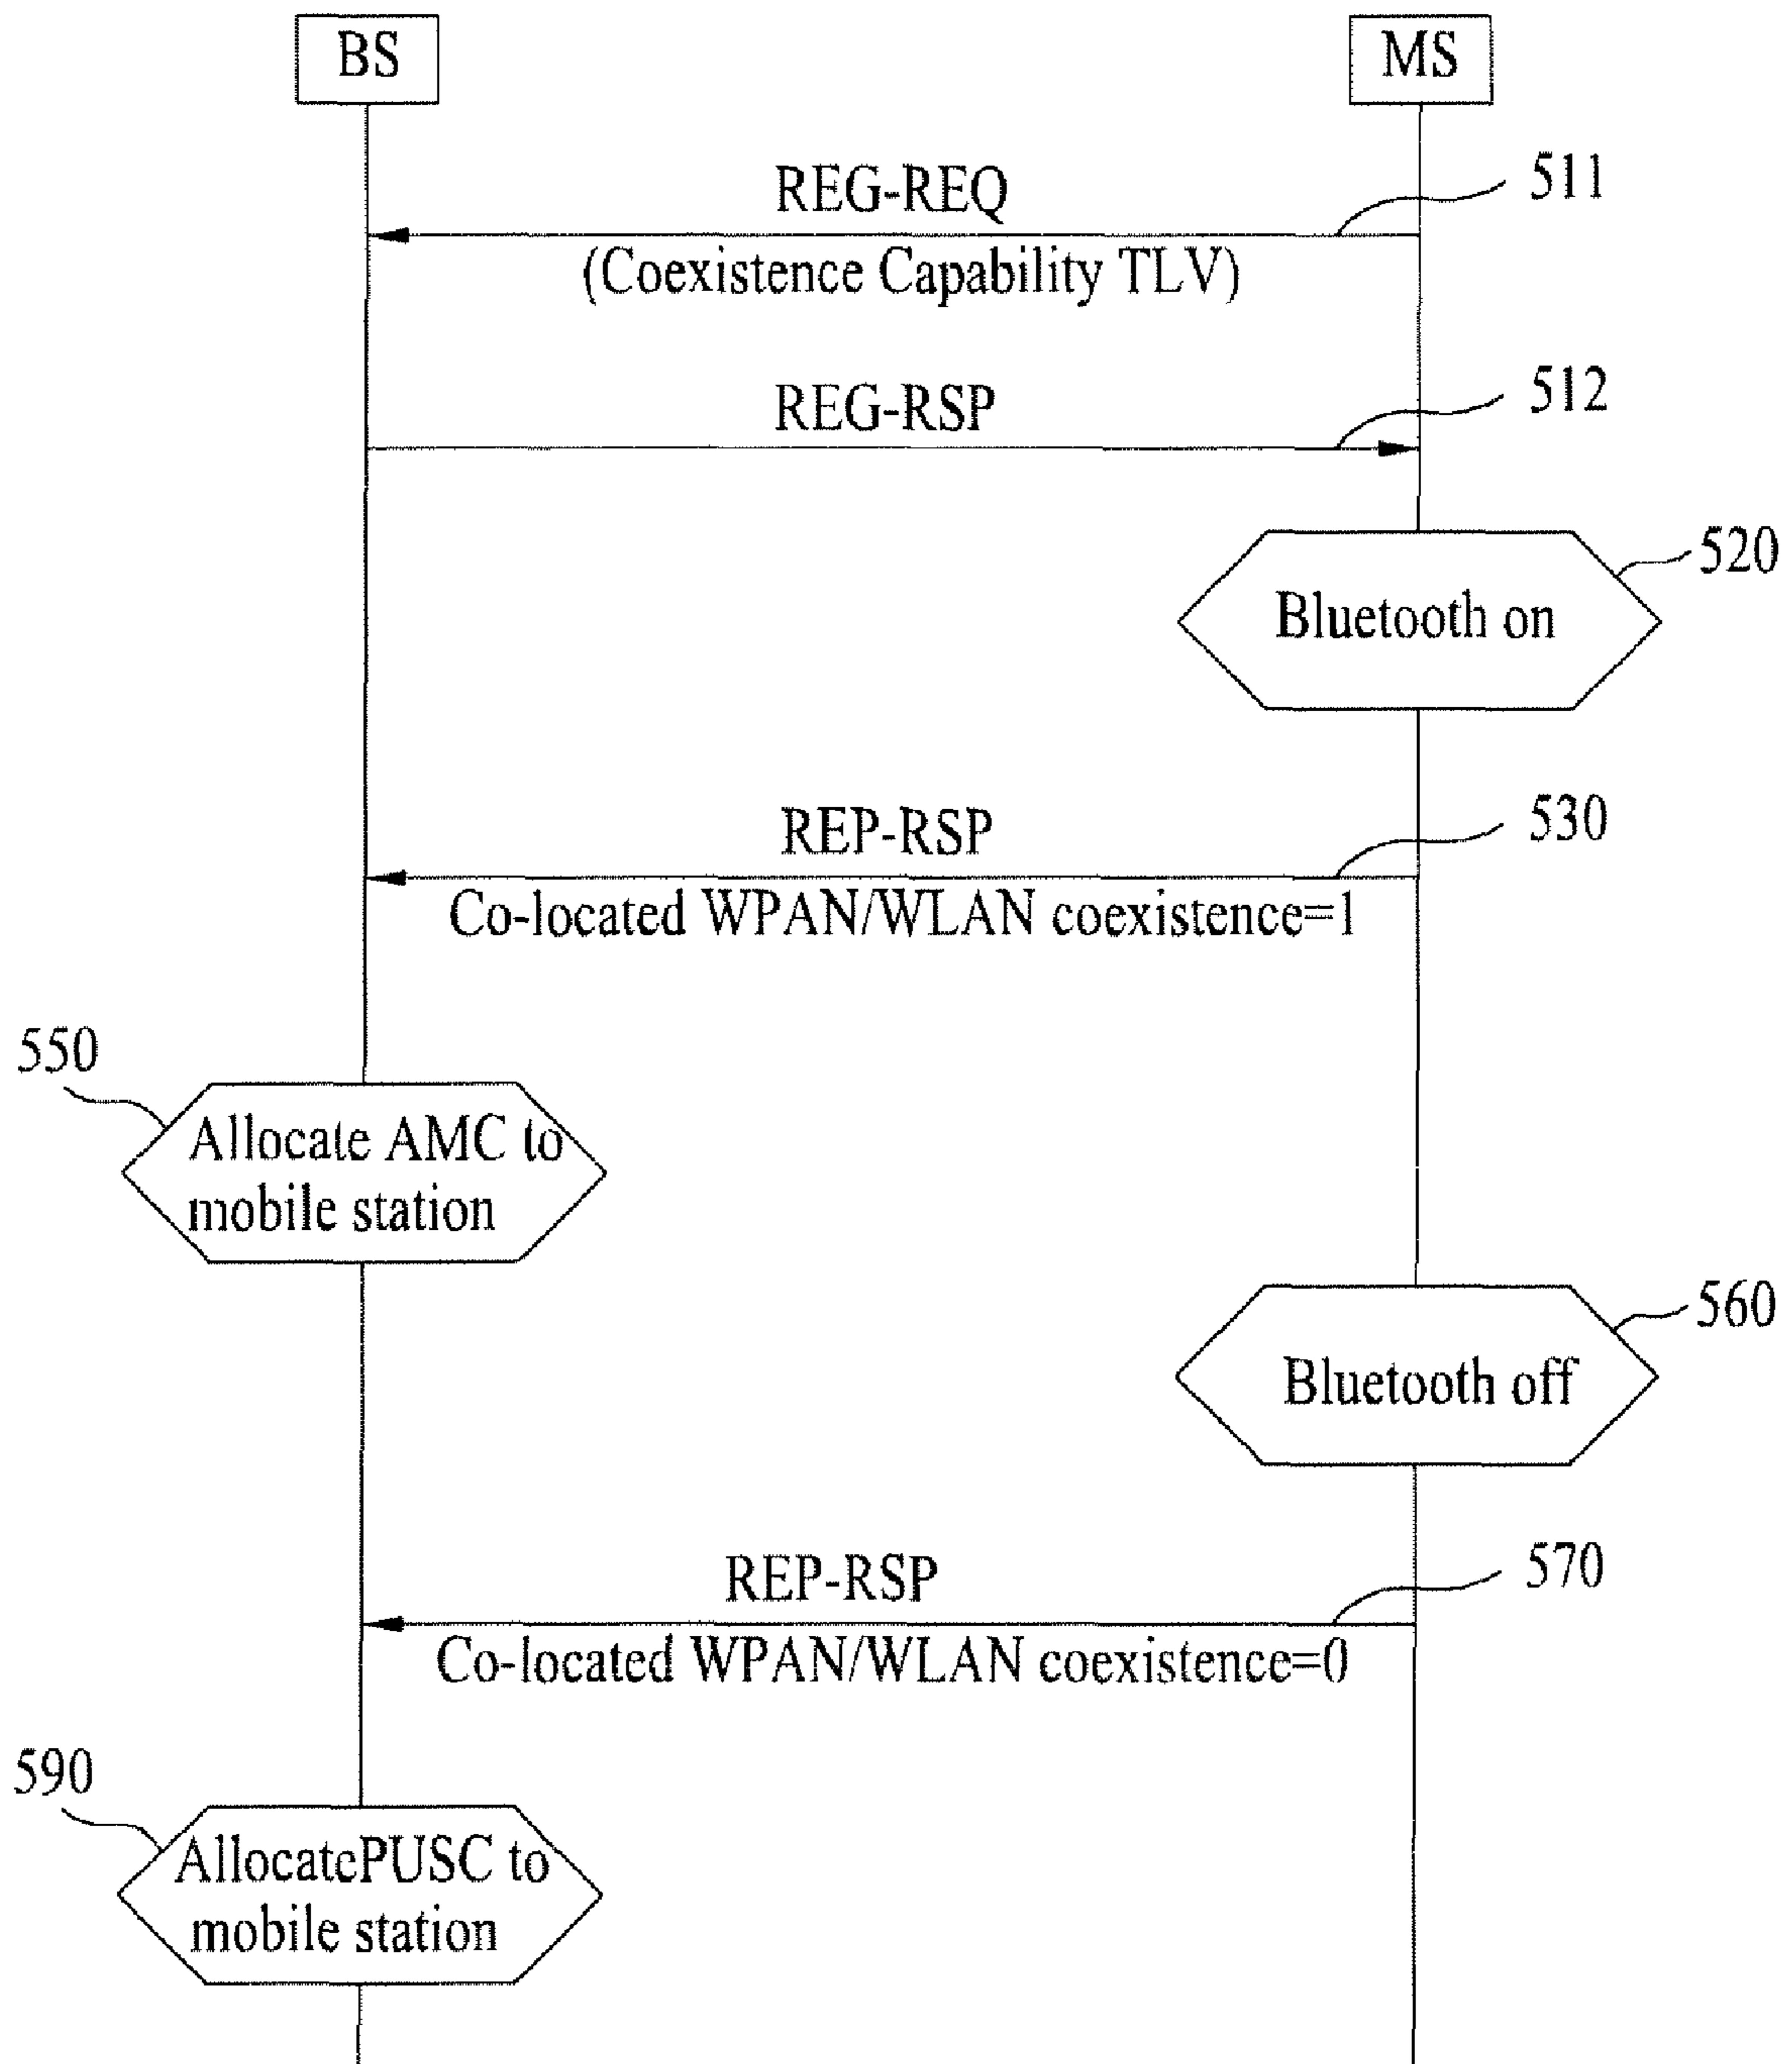 BS
MS
REG-REQ
511
(Coexistence Capability TLV)
REG-RSP
512
520
Bluetooth on
REP-RSP
530
Co-located WPAN/WLAN coexistence=1
550
Allocate AMC to
mobile station
560
Bluetooth off
REP-RSP
570
Co-located WPAN/WLAN coexistence=0
590
AllocatePUSC to
mobile station